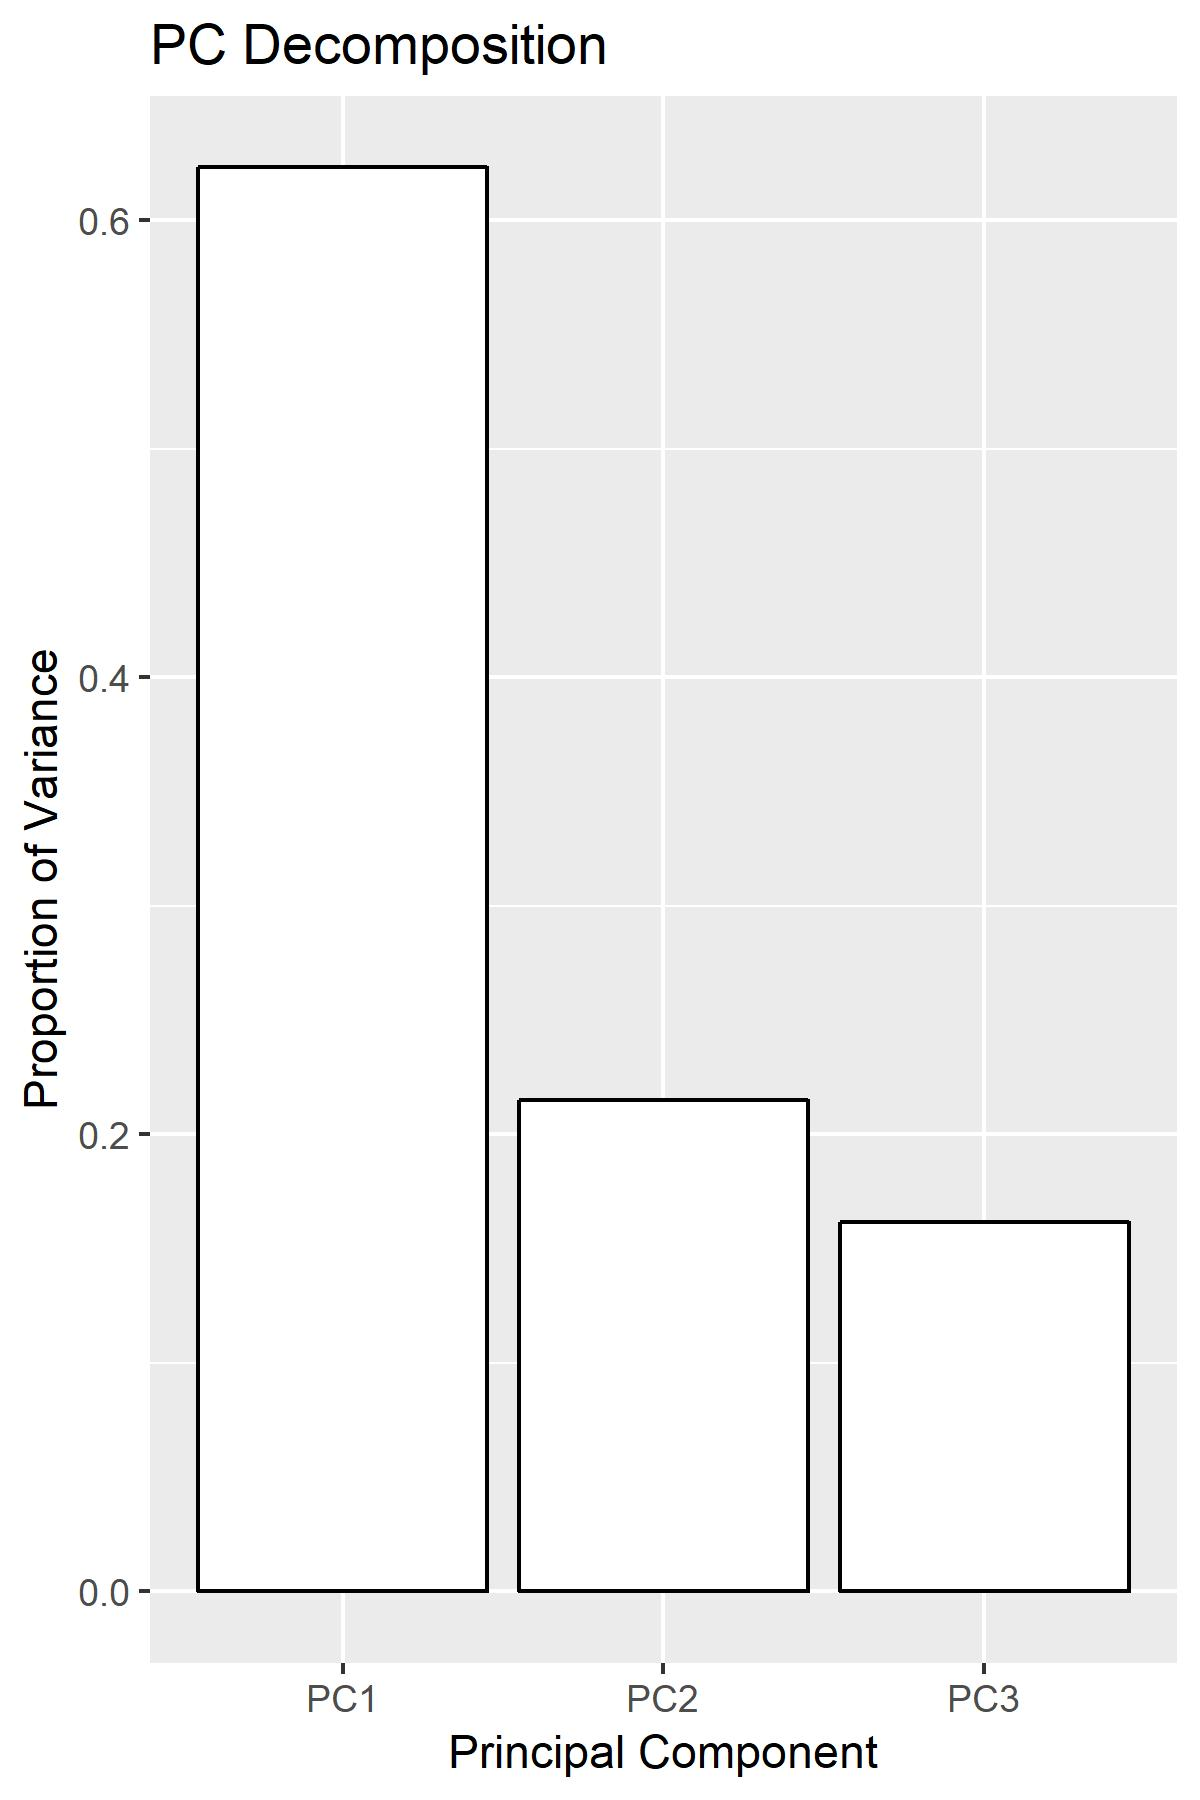 PC Decomposition
Proportion of Variance
0.6
0.4
0.2
0.0
PC1
PC2
PC3
Principal Component